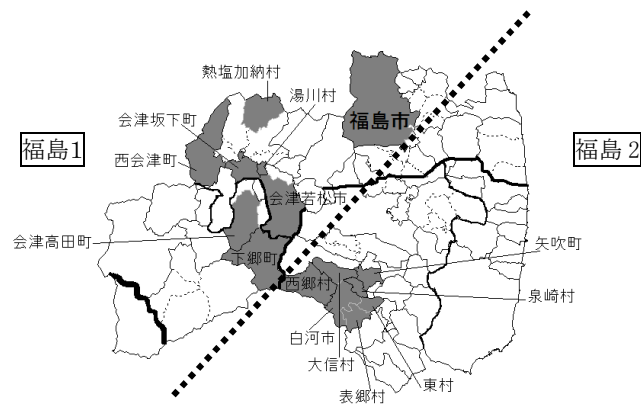 熱塩加納村
湯川村
会津坂下町
福島市
福島1
福島2
西会津町
会津若松市
会津高田町
下郷町
矢吹町
西郷村
泉崎村
白河市
大信村
東村
表郷村